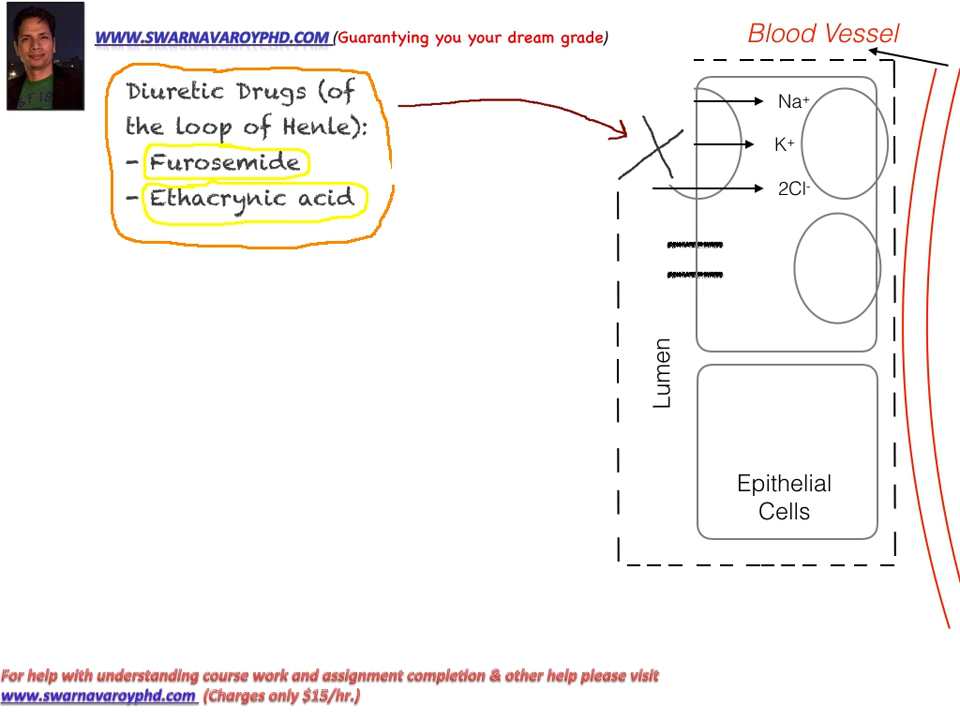 WWW.SWARNAVAROYPHD.COM (Guarantying you your dream grade)
Blood Vessel
Diuretic Drugs (of
the loop of Henle):
- Furosemide
- Ethacrynic acid
Na+
K+
2Cl-
Lumen
Epithelial
Cells
For help with understanding course work and assignment completion & other help please visit
www.swarnavaroyphd.com (Charges only $15/hr.)